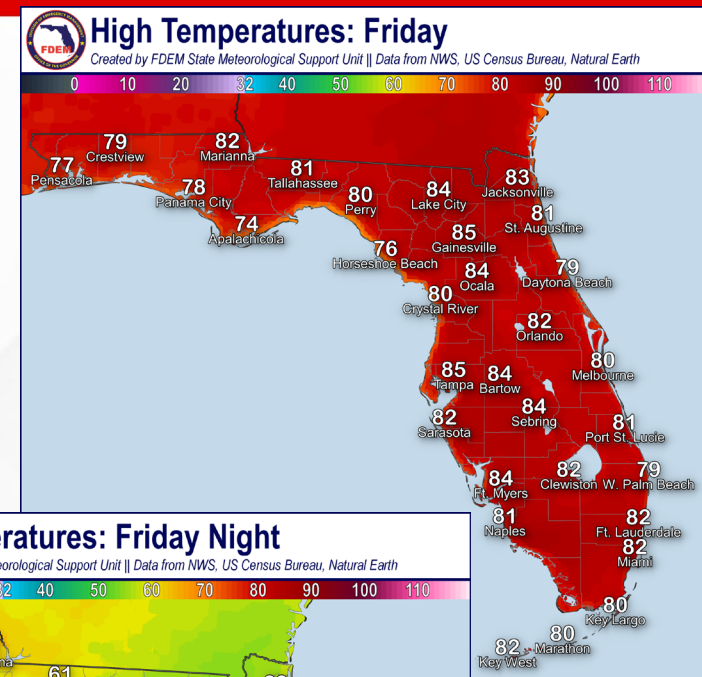 FDEM
High Temperatures: Friday
Created by FDEM State Meteorological Support Unit || Data from NWS, US Census Bureau, Natural Earth
0 10 20 32 40 50 60 70 80 90 100 110
79
Crestview
82
Marianna
77
Pensacola
81
Tallahassee
78
Panama City
80
Perry
84
Lake City
83
Jacksonville
74
Apalachicola
81
St. Augustine
85
Gainesville
76
Horseshoe Beach
84
Ocala
79
Daytona Beach
80
Crystal River
82
Orlando
80
Melbourne
85
Tampa
84
Bartow
84
Sebring
82
Sarasota
81
Port St. Lucie
82
Clewiston
79
W. Palm Beach
84
Ft. Myers
81
Naples
82
Ft. Lauderdale
82
Miami
80
Key Largo
80
Marathon
82
Key West
eratures: Friday Night
eorological Support Unit || Data from NWS, US Census Bureau, Natural Earth
32 40 50 60 70 80 90 100 110
na
61